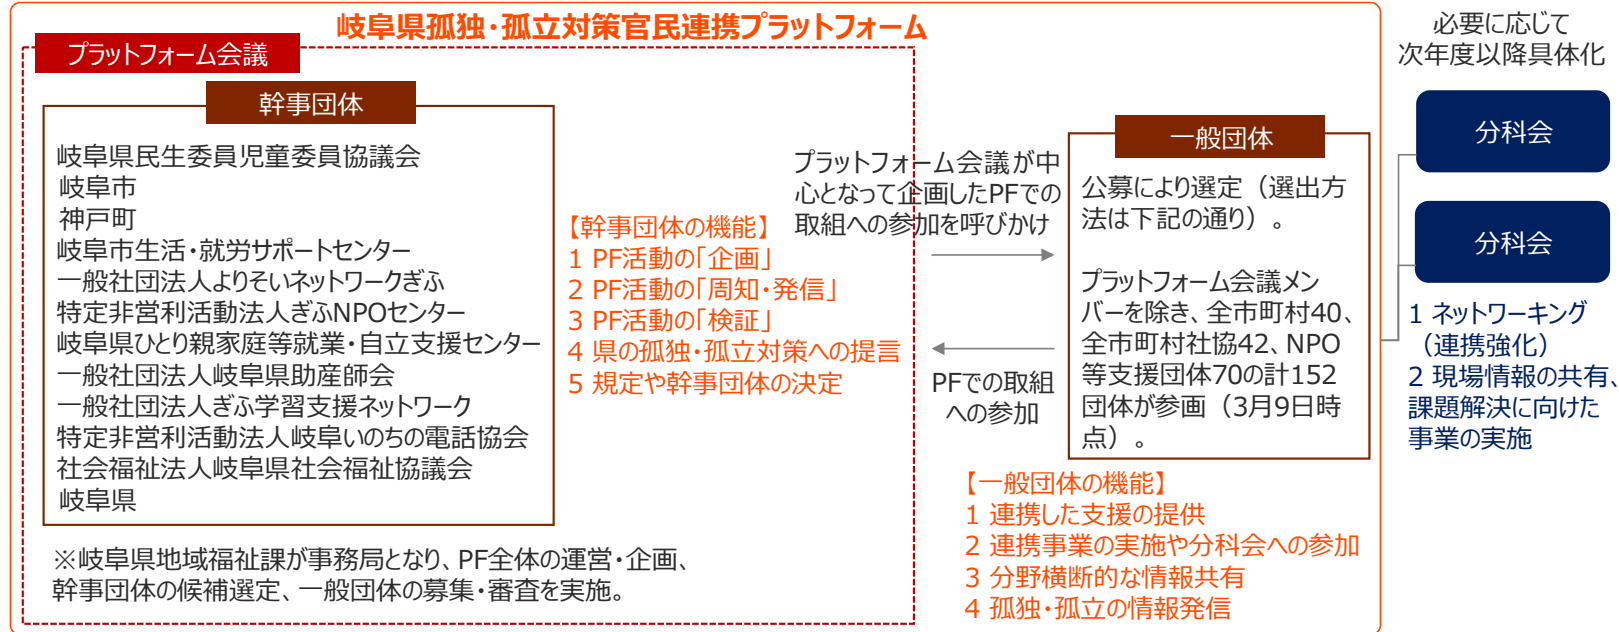 岐阜県孤独・孤立対策官民連携プラットフォーム
プラットフォーム会議
幹事団体
岐阜県民生委員児童委員協議会
岐阜市
神戸町
岐阜市生活・就労サポートセンター
一般社団法人よりそいネットワークぎふ
特定非営利活動法人ぎふNPOセンター
岐阜県ひとり親家庭等就業・自立支援センター
一般社団法人岐阜県助産師会
一般社団法人ぎふ学習支援ネットワーク
特定非営利活動法人岐阜いのちの電話協会
社会福祉法人岐阜県社会福祉協議会
岐阜県
※岐阜県地域福祉課が事務局となり、PF全体の運営・企画、
幹事団体の候補選定、一般団体の募集・審査を実施。
【幹事団体の機能】
1 PF活動の「企画」
2 PF活動の「周知・発信」
3 PF活動の「検証」
4 県の孤独・孤立対策への提言
5 規定や幹事団体の決定
プラットフォーム会議が中
心となって企画したPFでの
取組への参加を呼びかけ
PFでの取組
への参加
一般団体
公募により選定（選出方
法は下記の通り）。
プラットフォーム会議メン
バーを除き、全市町村40、
全市町村社協42、NPO
等支援団体70の計152
団体が参画（3月9日時
点）。
【一般団体の機能】
1 連携した支援の提供
2 連携事業の実施や分科会への参加
3 分野横断的な情報共有
4 孤独・孤立の情報発信
必要に応じて
次年度以降具体化
分科会
分科会
1 ネットワーキング
（連携強化）
2 現場情報の共有、
課題解決に向けた
事業の実施